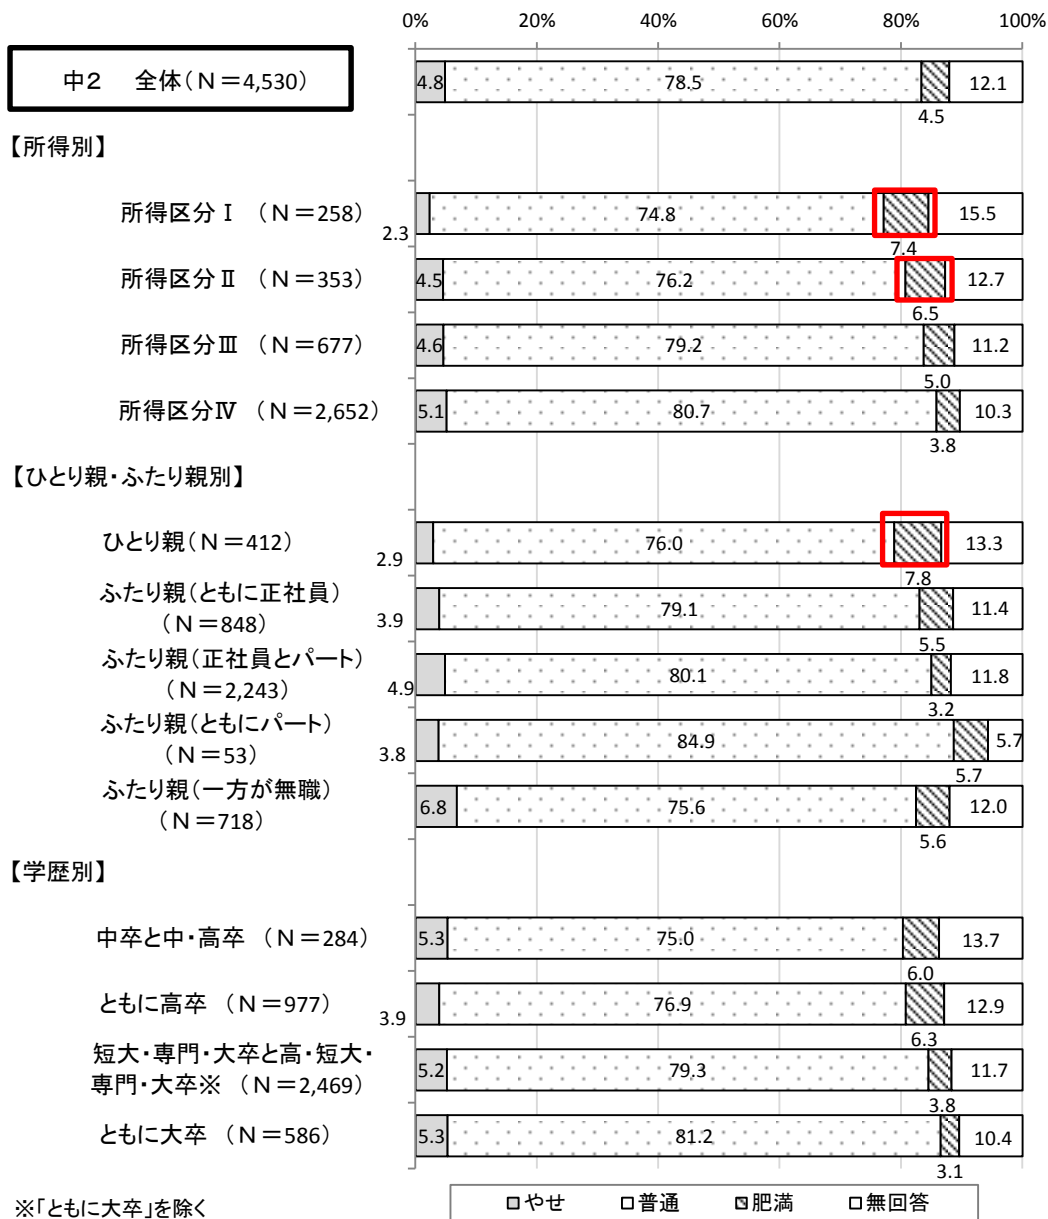 0% 20% 40% 60% 80% 100%
中2 全体(N=4,530) 4.8 78.5 12.1
4.5
【所得別】
所得区分Ⅰ (N=258) 74.8 15.5
2.3 7.4
所得区分Ⅱ (N=353) 4.5 76.2 12.7
6.5
所得区分Ⅲ (N=677) 4.6 79.2 11.2
5.0
所得区分Ⅳ (N=2,652) 5.1 80.7 10.3
3.8
【ひとり親・ふたり親別】
ひとり親(N=412) 76.0 13.3
2.9 7.8
ふたり親(ともに正社員)
(N=848) 3.9 79.1 11.4
5.5
ふたり親(正社員とパート)
(N=2,243) 4.9 80.1 11.8
3.2
ふたり親(ともにパート)
(N=53) 3.8 84.9 5.7
5.7
ふたり親(一方が無職)
(N=718) 6.8 75.6 12.0
5.6
【学歴別】
中卒と中・高卒 (N=284) 5.3 75.0 13.7
6.0
ともに高卒 (N=977) 3.9 76.9 12.9
6.3
短大・専門・大卒と高・短大・
専門・大卒※ (N=2,469) 5.2 79.3 11.7
3.8
ともに大卒 (N=586) 5.3 81.2 10.4
3.1
※「ともに大卒」を除く
やせ 普通 肥満 無回答